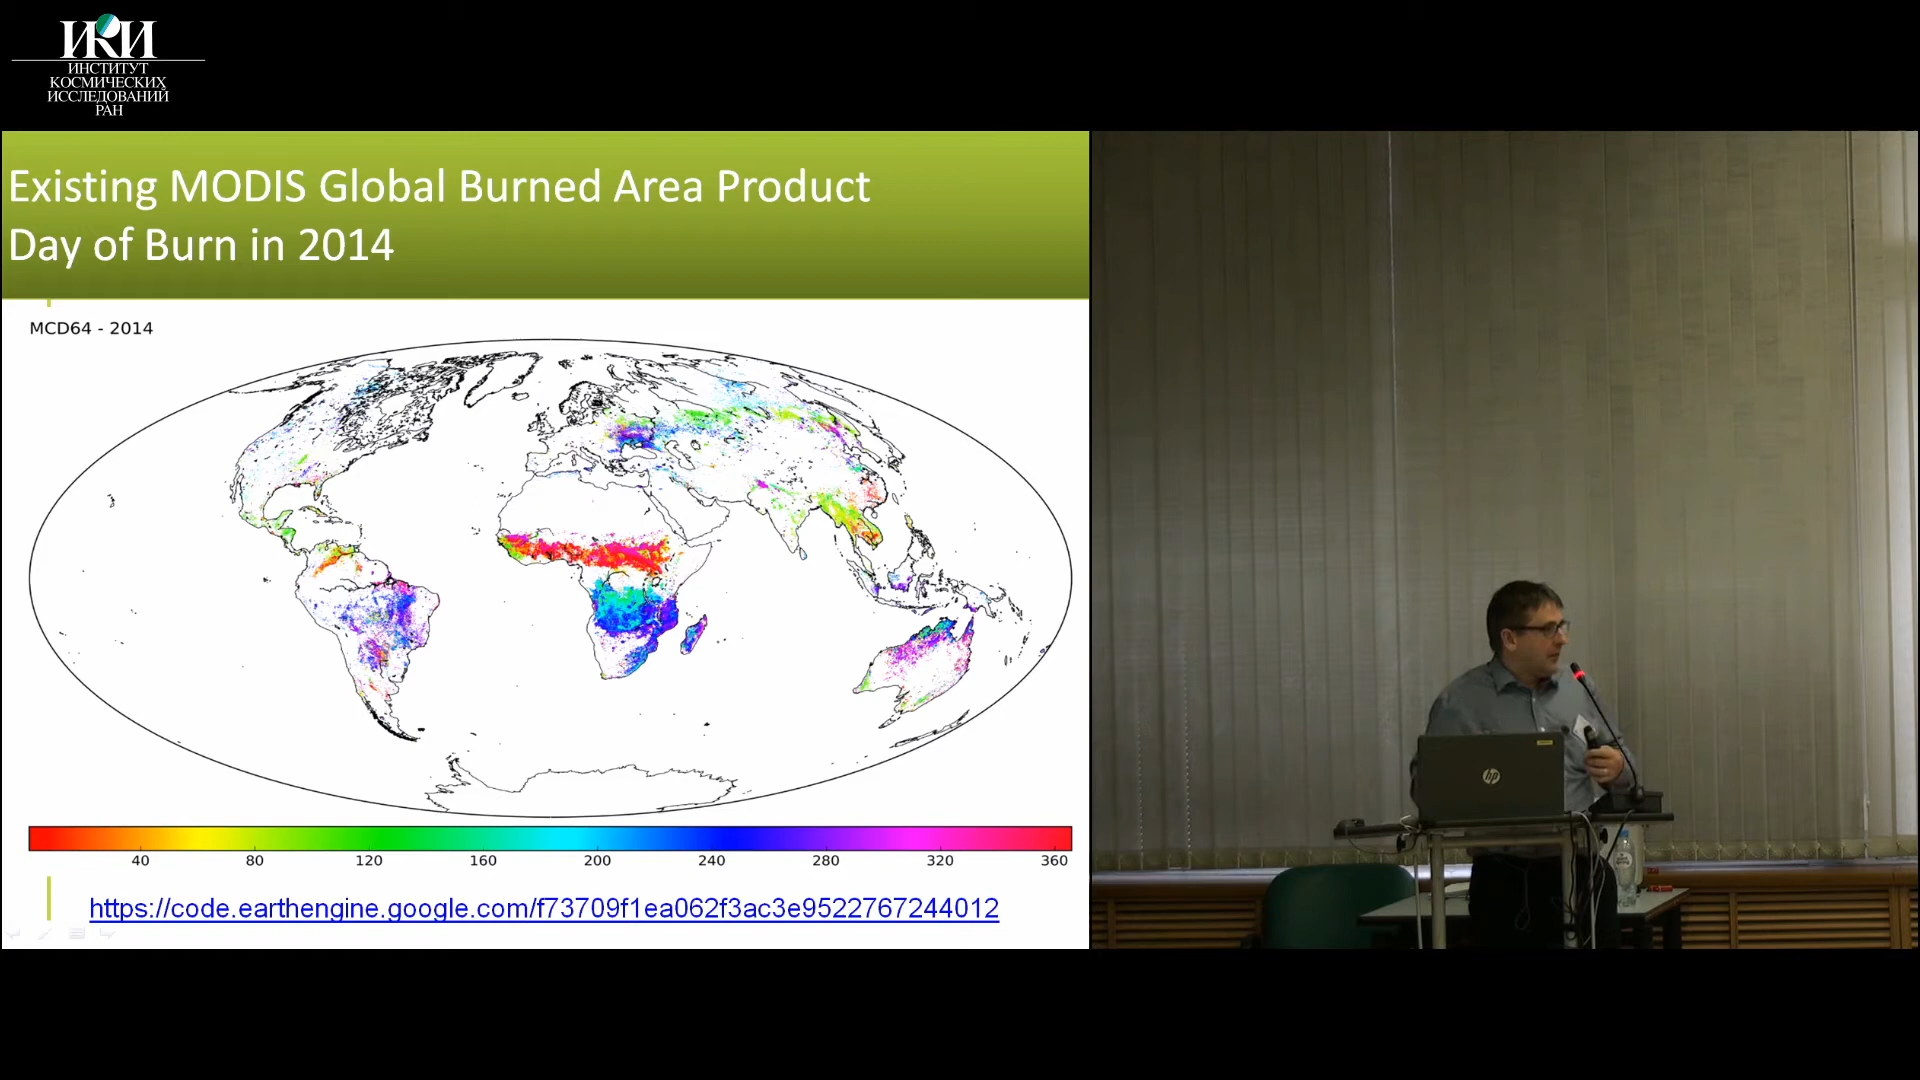 ИКИ
ИНСТИТУТ
КОСМИЧЕСКИХ
ИССЛЕДОВАНИЙ
РАН
Existing MODIS Global Burned Area Product
Day of Burn in 2014
MCD64 - 2014
40 80 120 160 200 240 280 320 360
https://code.earthengine.google.com/f73709f1ea062f3ac3e9522767244012
hp